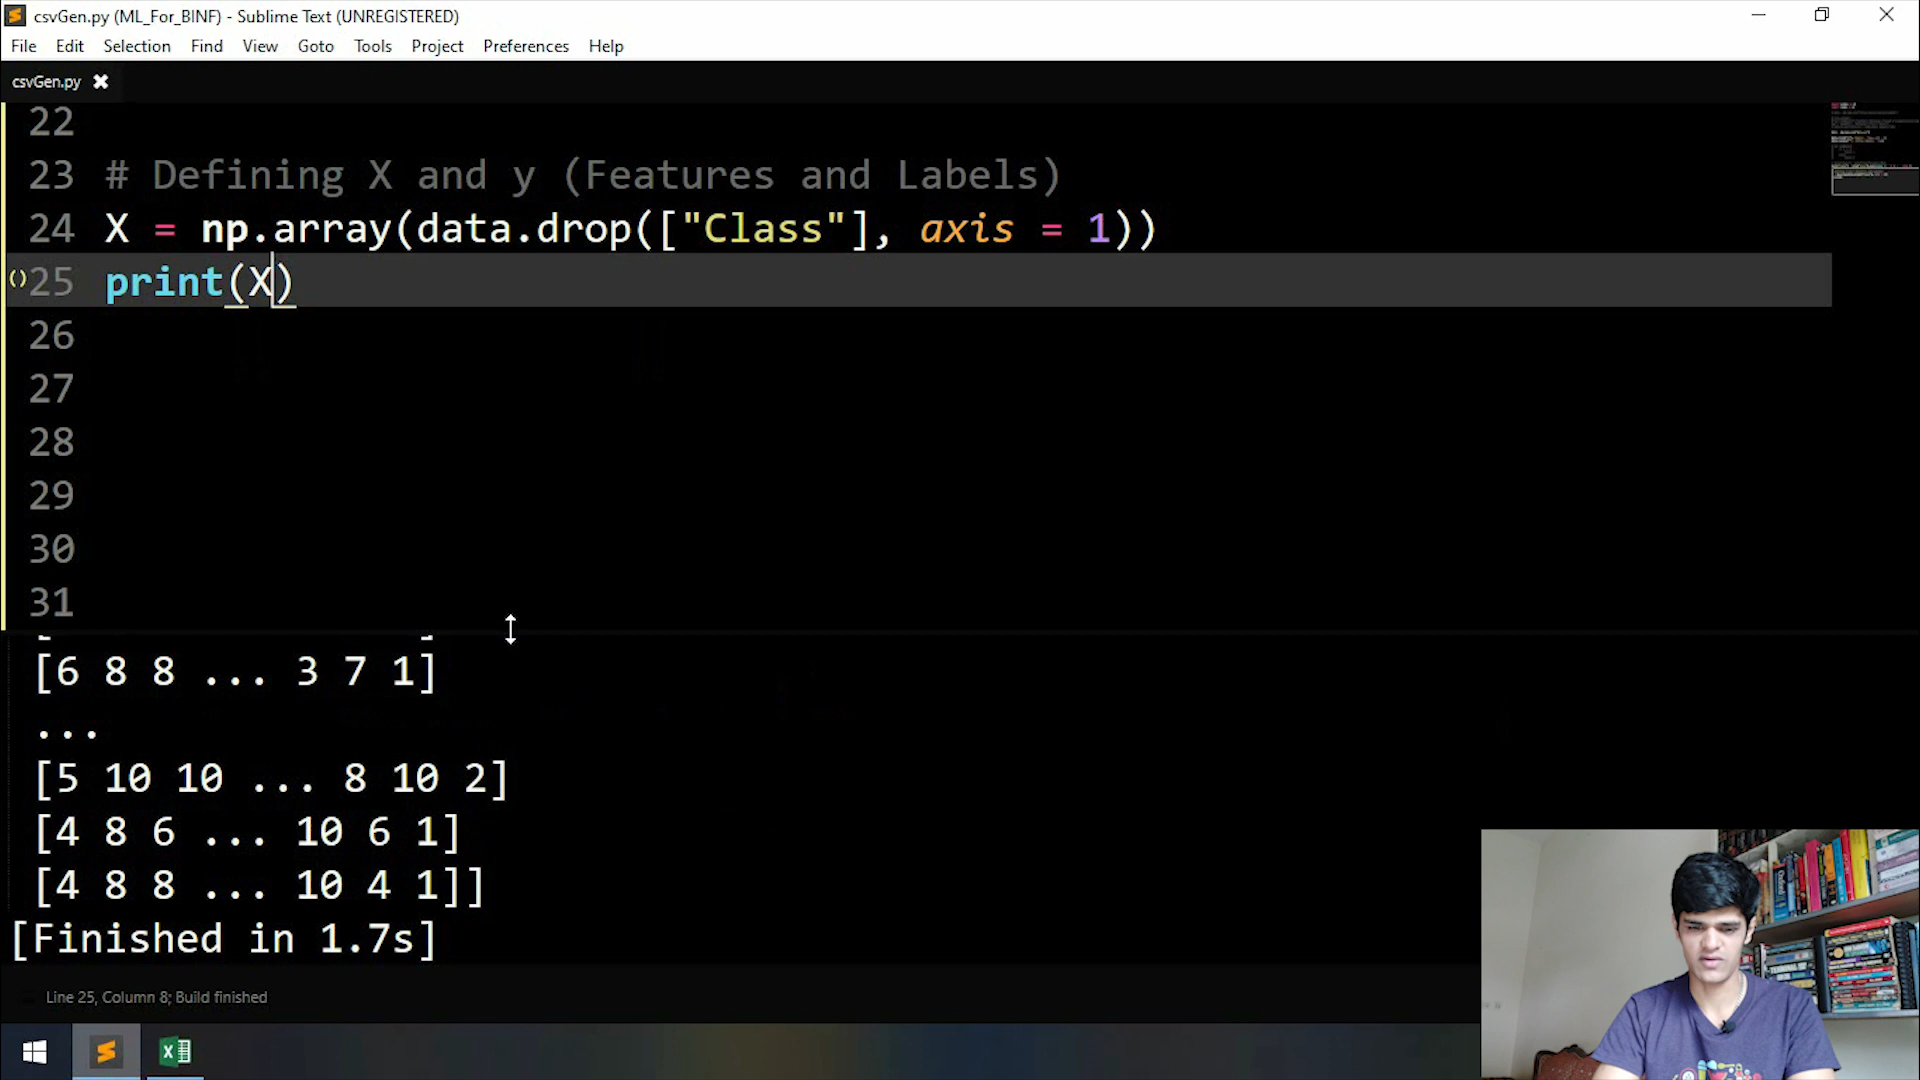 csvGen.py (ML_For_BINF) - Sublime Text (UNREGISTERED)
File Edit Selection Find View Goto Tools Project Preferences Help
csvGen.py
22
23 # Defining X and y (Features and Labels)
24 X = np.array(data.drop(["Class"], axis = 1))
25 print(X)
26
27
28
29
30
31
[6 8 8 ... 3 7 1]
...
[5 10 10 ... 8 10 2]
[4 8 6 ... 10 6 1]
[4 8 8 ... 10 4 1]]
[Finished in 1.7s]
Line 25, Column 8; Build finished